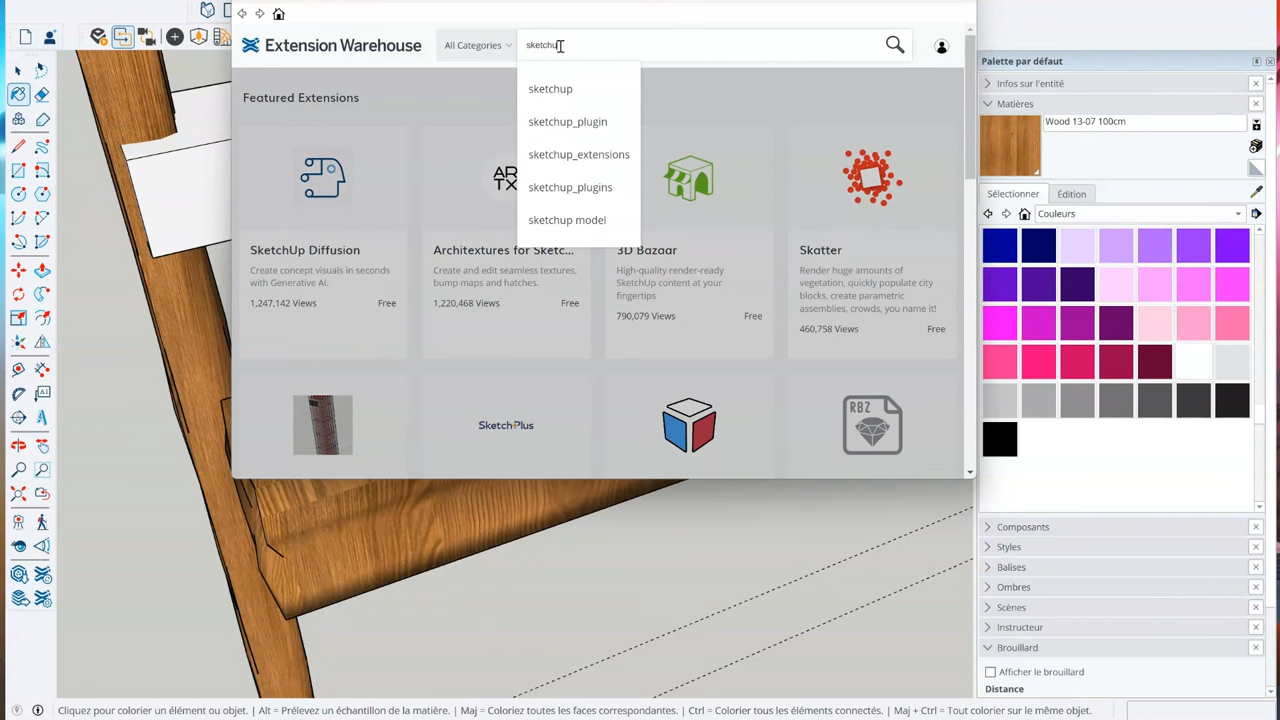 Extension Warehouse
All Categories
sketchu
sketchup
sketchup_plugin
sketchup_extensions
sketchup_plugins
sketchup model
Featured Extensions
ARTX
SketchUp Diffusion
Create concept visuals in seconds
with Generative AI.
1,247,142 Views
Free
Architextures for Sketc...
Create and edit seamless textures,
bump maps and hatches.
1,220,468 Views
Free
3D Bazaar
High-quality render-ready
SketchUp content at your
fingertips
790,079 Views
Free
Skatter
Render huge amounts of
vegetation, quickly populate city
blocks, create parametric
assemblies, crowds, you name it!
460,758 Views
Free
SketchPlus
RBZ
Palette par défaut
Infos sur l'entité
Matières
Wood 13-07 100cm
Sélectionner
Édition
Couleurs
Composants
Styles
Balises
Ombres
Scènes
Instructeur
Brouillard
Afficher le brouillard
Distance
Cliquez pour colorier un élément ou objet. | Alt = Prélevez un échantillon de la matière. | Maj = Coloriez toutes les faces correspondantes. | Ctrl = Colorier tous les éléments connectés. | Maj + Ctrl = Tout colorier sur le même objet.